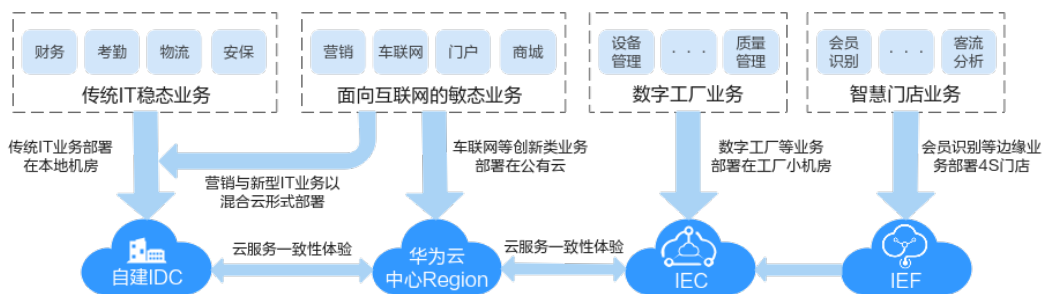 财务
考勤
物流
安保
传统IT稳态业务
营销
车联网
门户
商城
面向互联网的敏态业务
设备
管理
· · ·
质量
管理
数字工厂业务
会员
识别
· · ·
客流
分析
智慧门店业务
传统IT业务部署
在本地机房
营销与新型IT业务以
混合云形式部署
车联网等创新类业务
部署在公有云
数字工厂等业务
部署在工厂小机房
会员识别等边缘业
务部署4S门店
自建IDC
云服务一致性体验
华为云
中心Region
云服务一致性体验
IEC
IEF